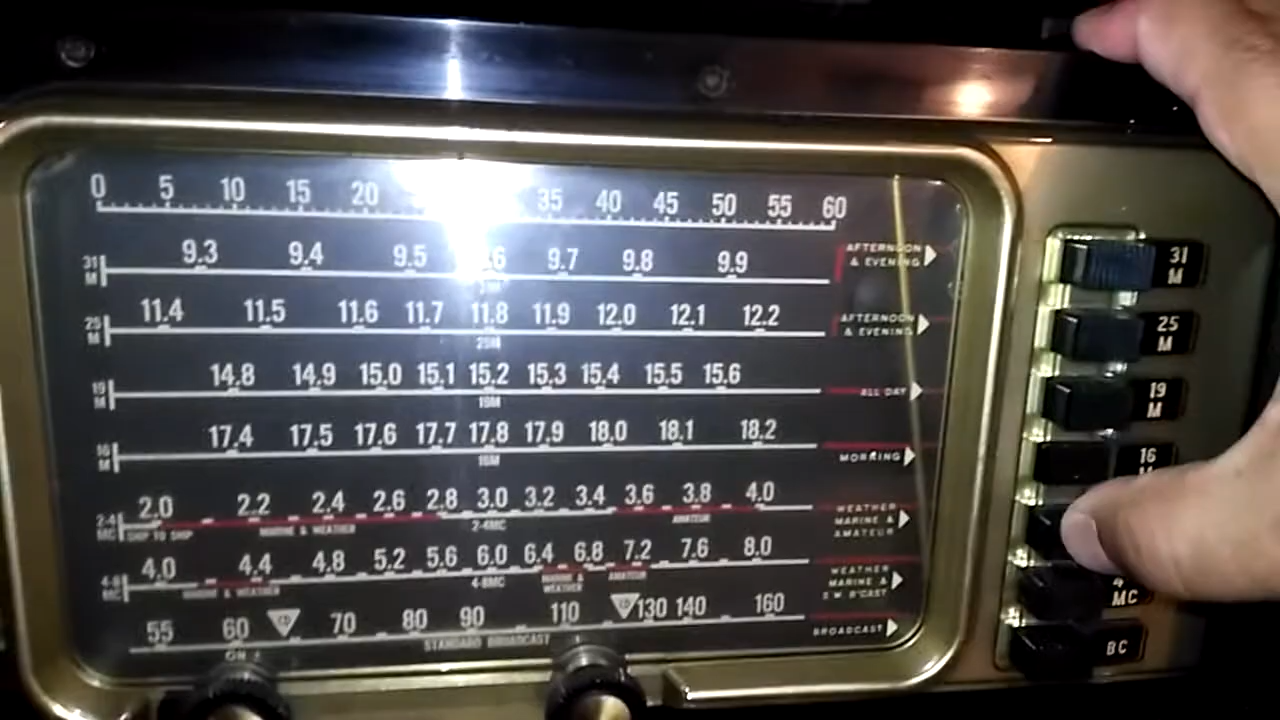 0 5 10 15 20 35 40 45 50 55 60
31 M 9.3 9.4 9.5 9.7 9.8 9.9 AFTERNOON & EVENING
25 M 11.4 11.5 11.6 11.7 11.8 11.9 12.0 12.1 12.2 AFTERNOON & EVENING
25M
19 M 14.8 14.9 15.0 15.1 15.2 15.3 15.4 15.5 15.6 ALL DAY
19M
16 M 17.4 17.5 17.6 17.7 17.8 17.9 18.0 18.1 18.2 MORNING
16M
2-4 MC 2.0 2.2 2.4 2.6 2.8 3.0 3.2 3.4 3.6 3.8 4.0 WEATHER MARINE & AMATEUR
SHIP TO SHIP MARINE & WEATHER 2-4MC AMATEUR
4-8 MC 4.0 4.4 4.8 5.2 5.6 6.0 6.4 6.8 7.2 7.6 8.0 WEATHER MARINE & S.W. B'CAST
MARINE & WEATHER 4-8MC MARINE & WEATHER AMATEUR
55 60 70 80 90 110 130 140 160 BROADCAST
STANDARD BROADCAST
31 M
25 M
19 M
16
4
MC
BC